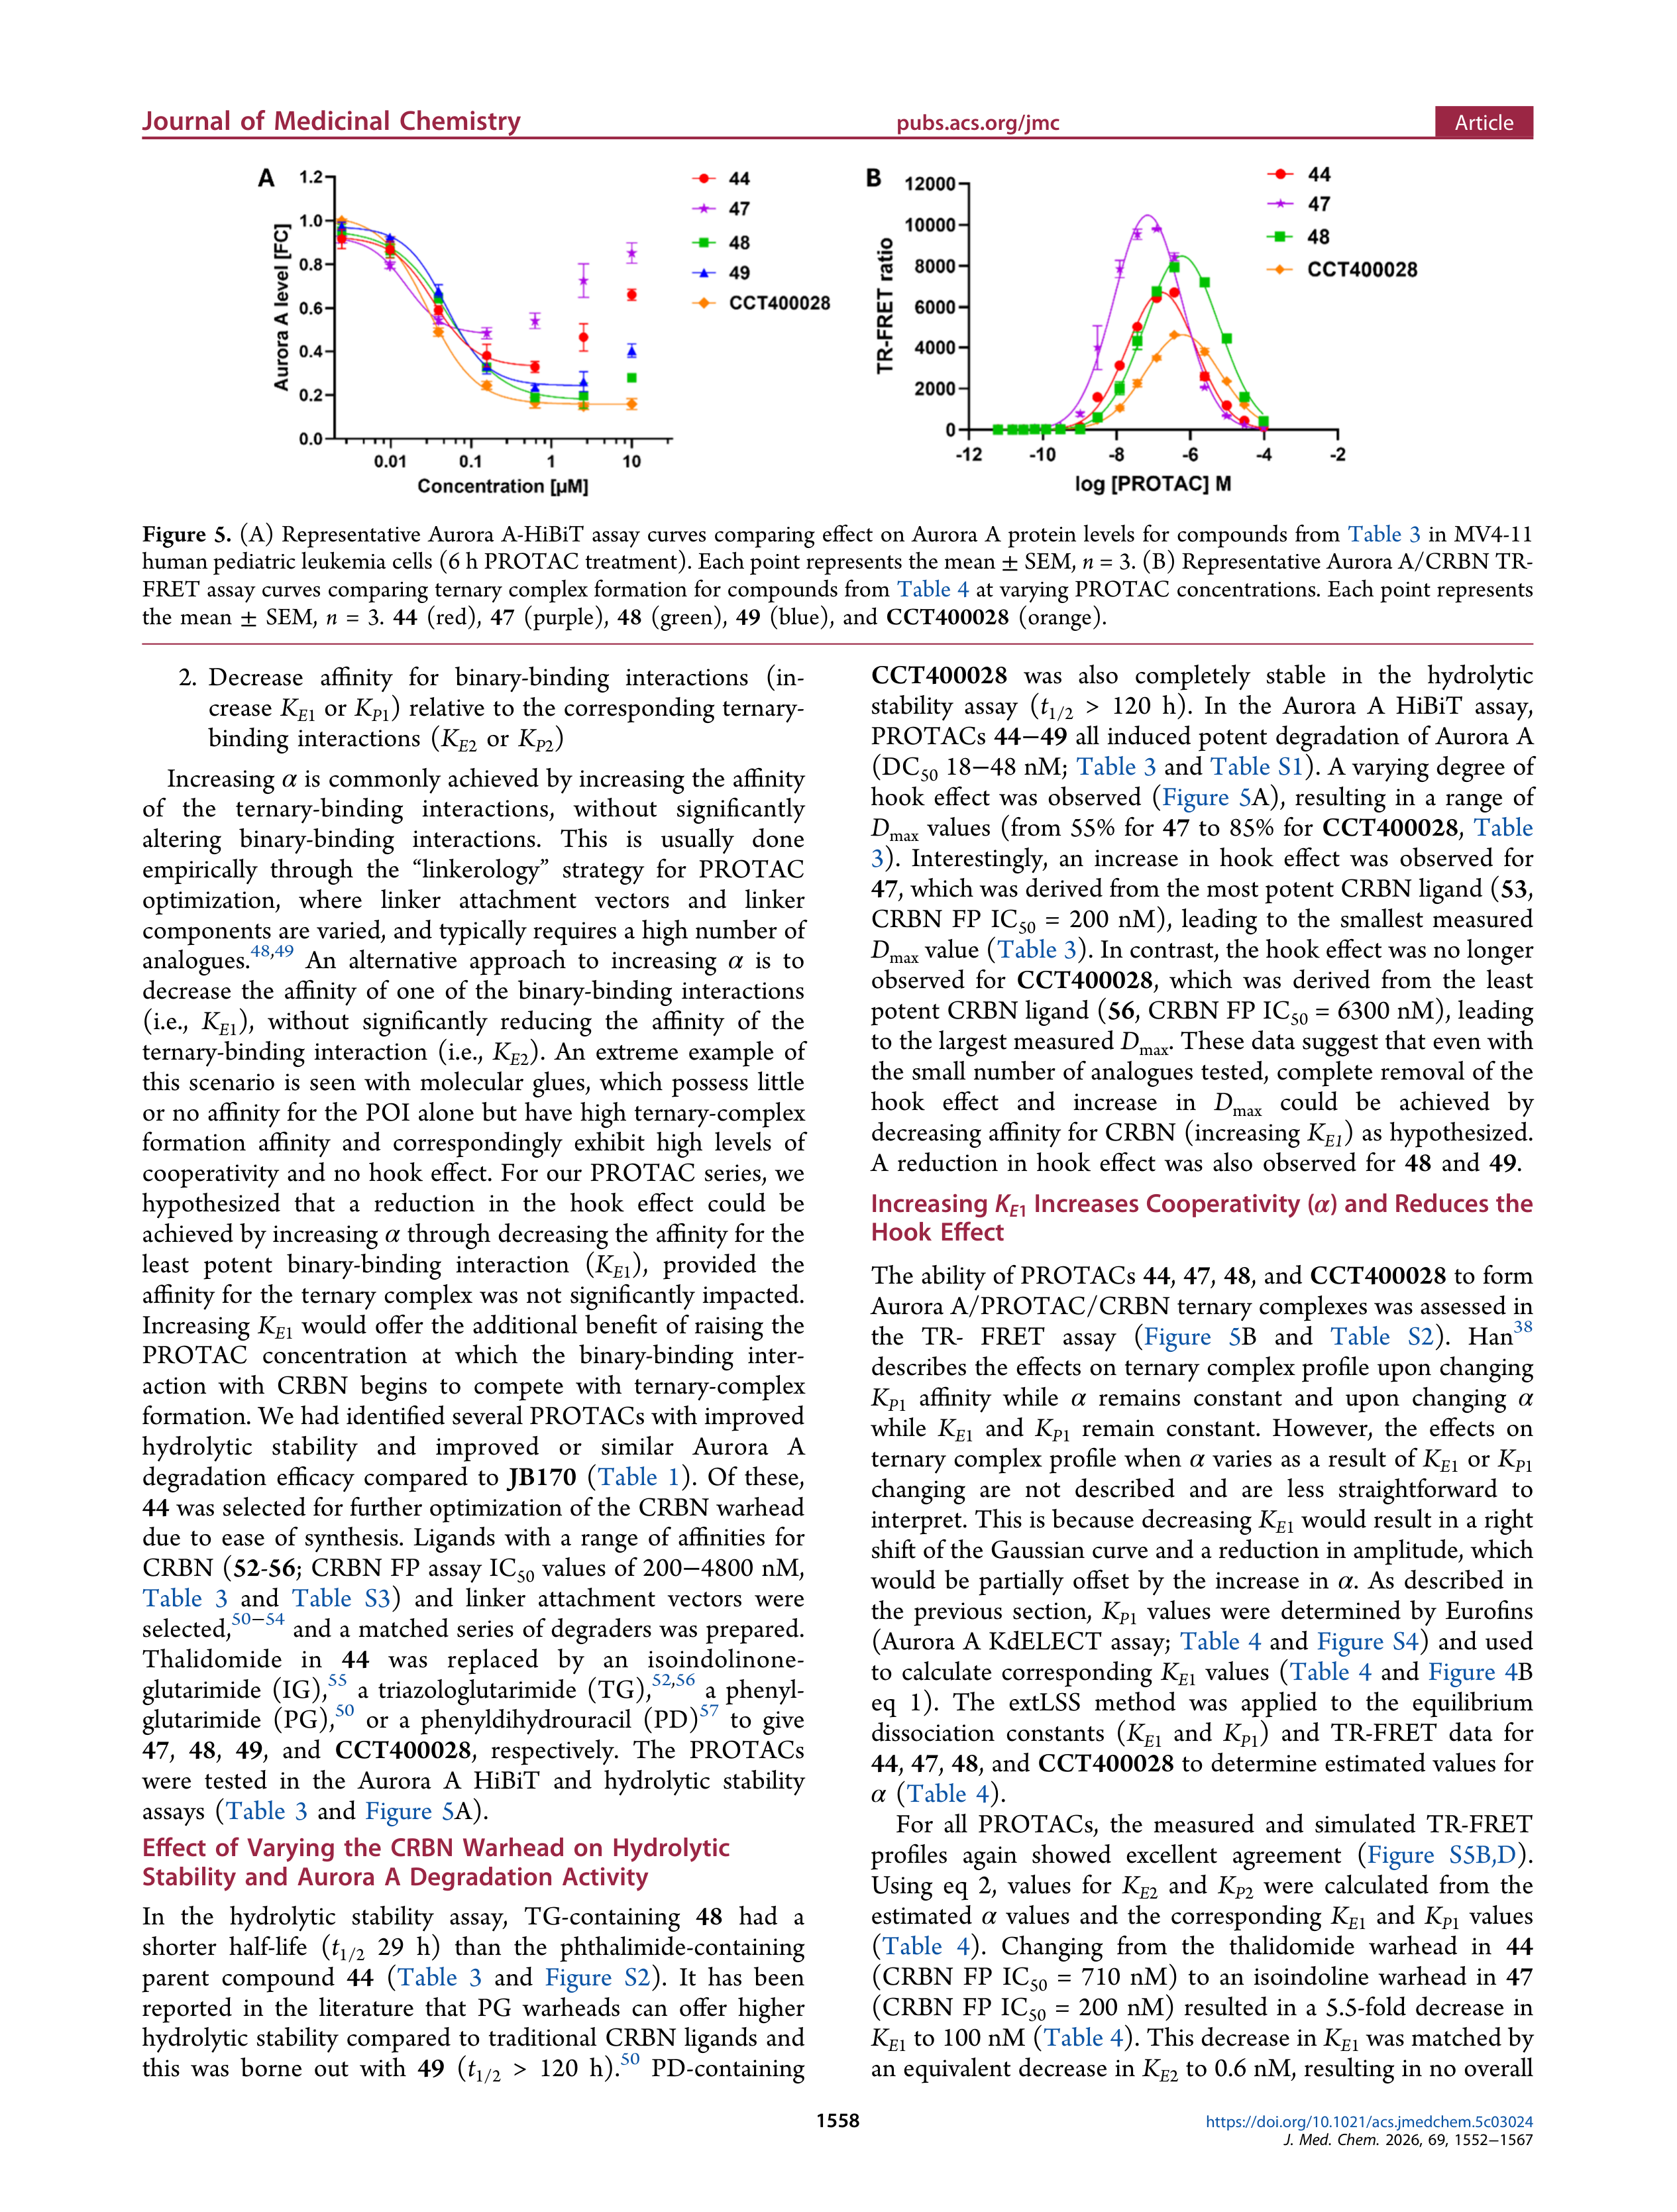 Journal of Medicinal Chemistry
pubs.acs.org/jmc
Article
A
1.2
1.0
0.8
0.6
0.4
0.2
0.0
Aurora A level [FC]
0.01
0.1
1
10
Concentration [µM]
44
47
48
49
CCT400028
B
12000
10000
8000
6000
4000
2000
0
TR-FRET ratio
-12
-10
-8
-6
-4
-2
log [PROTAC] M
44
47
48
CCT400028
Figure 5. (A) Representative Aurora A-HiBiT assay curves comparing effect on Aurora A protein levels for compounds from Table 3 in MV4-11
human pediatric leukemia cells (6 h PROTAC treatment). Each point represents the mean ± SEM, n = 3. (B) Representative Aurora A/CRBN TR-
FRET assay curves comparing ternary complex formation for compounds from Table 4 at varying PROTAC concentrations. Each point represents
the mean ± SEM, n = 3. 44 (red), 47 (purple), 48 (green), 49 (blue), and CCT400028 (orange).
2. Decrease affinity for binary-binding interactions (in-
crease KE1 or KP1) relative to the corresponding ternary-
binding interactions (KE2 or KP2)
Increasing α is commonly achieved by increasing the affinity
of the ternary-binding interactions, without significantly
altering binary-binding interactions. This is usually done
empirically through the “linkerology” strategy for PROTAC
optimization, where linker attachment vectors and linker
components are varied, and typically requires a high number of
analogues.48,49 An alternative approach to increasing α is to
decrease the affinity of one of the binary-binding interactions
(i.e., KE1), without significantly reducing the affinity of the
ternary-binding interaction (i.e., KE2). An extreme example of
this scenario is seen with molecular glues, which possess little
or no affinity for the POI alone but have high ternary-complex
formation affinity and correspondingly exhibit high levels of
cooperativity and no hook effect. For our PROTAC series, we
hypothesized that a reduction in the hook effect could be
achieved by increasing α through decreasing the affinity for the
least potent binary-binding interaction (KE1), provided the
affinity for the ternary complex was not significantly impacted.
Increasing KE1 would offer the additional benefit of raising the
PROTAC concentration at which the binary-binding inter-
action with CRBN begins to compete with ternary-complex
formation. We had identified several PROTACs with improved
hydrolytic stability and improved or similar Aurora A
degradation efficacy compared to JB170 (Table 1). Of these,
44 was selected for further optimization of the CRBN warhead
due to ease of synthesis. Ligands with a range of affinities for
CRBN (52-56; CRBN FP assay IC50 values of 200−4800 nM,
Table 3 and Table S3) and linker attachment vectors were
selected,50−54 and a matched series of degraders was prepared.
Thalidomide in 44 was replaced by an isoindolinone-
glutarimide (IG),55 a triazologlutarimide (TG),52,56 a phenyl-
glutarimide (PG),50 or a phenyldihydrouracil (PD)57 to give
47, 48, 49, and CCT400028, respectively. The PROTACs
were tested in the Aurora A HiBiT and hydrolytic stability
assays (Table 3 and Figure 5A).
Effect of Varying the CRBN Warhead on Hydrolytic
Stability and Aurora A Degradation Activity
In the hydrolytic stability assay, TG-containing 48 had a
shorter half-life (t1/2 29 h) than the phthalimide-containing
parent compound 44 (Table 3 and Figure S2). It has been
reported in the literature that PG warheads can offer higher
hydrolytic stability compared to traditional CRBN ligands and
this was borne out with 49 (t1/2 > 120 h).50 PD-containing
CCT400028 was also completely stable in the hydrolytic
stability assay (t1/2 > 120 h). In the Aurora A HiBiT assay,
PROTACs 44−49 all induced potent degradation of Aurora A
(DC50 18−48 nM; Table 3 and Table S1). A varying degree of
hook effect was observed (Figure 5A), resulting in a range of
Dmax values (from 55% for 47 to 85% for CCT400028, Table
3). Interestingly, an increase in hook effect was observed for
47, which was derived from the most potent CRBN ligand (53,
CRBN FP IC50 = 200 nM), leading to the smallest measured
Dmax value (Table 3). In contrast, the hook effect was no longer
observed for CCT400028, which was derived from the least
potent CRBN ligand (56, CRBN FP IC50 = 6300 nM), leading
to the largest measured Dmax. These data suggest that even with
the small number of analogues tested, complete removal of the
hook effect and increase in Dmax could be achieved by
decreasing affinity for CRBN (increasing KE1) as hypothesized.
A reduction in hook effect was also observed for 48 and 49.
Increasing KE1 Increases Cooperativity (α) and Reduces the
Hook Effect
The ability of PROTACs 44, 47, 48, and CCT400028 to form
Aurora A/PROTAC/CRBN ternary complexes was assessed in
the TR- FRET assay (Figure 5B and Table S2). Han38
describes the effects on ternary complex profile upon changing
KP1 affinity while α remains constant and upon changing α
while KE1 and KP1 remain constant. However, the effects on
ternary complex profile when α varies as a result of KE1 or KP1
changing are not described and are less straightforward to
interpret. This is because decreasing KE1 would result in a right
shift of the Gaussian curve and a reduction in amplitude, which
would be partially offset by the increase in α. As described in
the previous section, KP1 values were determined by Eurofins
(Aurora A KdELECT assay; Table 4 and Figure S4) and used
to calculate corresponding KE1 values (Table 4 and Figure 4B
eq 1). The extLSS method was applied to the equilibrium
dissociation constants (KE1 and KP1) and TR-FRET data for
44, 47, 48, and CCT400028 to determine estimated values for
α (Table 4).
For all PROTACs, the measured and simulated TR-FRET
profiles again showed excellent agreement (Figure S5B,D).
Using eq 2, values for KE2 and KP2 were calculated from the
estimated α values and the corresponding KE1 and KP1 values
(Table 4). Changing from the thalidomide warhead in 44
(CRBN FP IC50 = 710 nM) to an isoindoline warhead in 47
(CRBN FP IC50 = 200 nM) resulted in a 5.5-fold decrease in
KE1 to 100 nM (Table 4). This decrease in KE1 was matched by
an equivalent decrease in KE2 to 0.6 nM, resulting in no overall
1558
https://doi.org/10.1021/acs.jmedchem.5c03024
J. Med. Chem. 2026, 69, 1552−1567